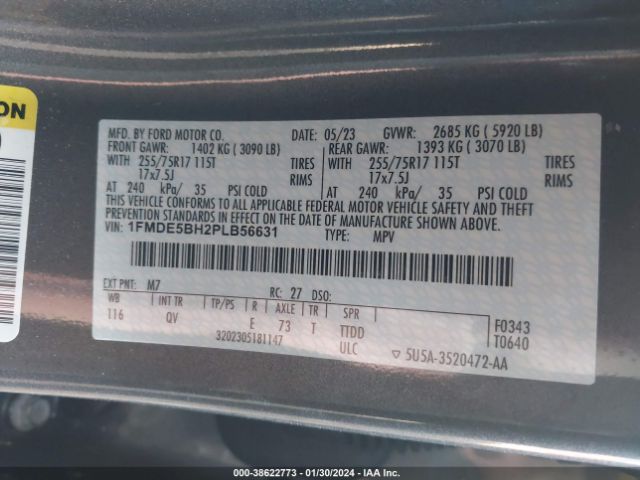 ION
MFD. BY FORD MOTOR CO. DATE: 05/23 GVWR: 2685 KG ( 5920 LB)
FRONT GAWR: 1402 KG (3090 LB) REAR GAWR: 1393 KG (3070 LB)
WITH 255/75R17 115T TIRES WITH 255/75R17 115T TIRES
17x7.5J RIMS 17x7.5J RIMS
AT 240 kPa/ 35 PSI COLD AT 240 kPa/ 35 PSI COLD
THIS VEHICLE CONFORMS TO ALL APPLICABLE FEDERAL MOTOR VEHICLE SAFETY AND THEFT
PREVENTION STANDARDS IN EFFECT ON THE DATE OF MANUFACTURE SHOWN ABOVE.
VIN: 1FMDE5BH2PLB56631 TYPE: MPV
EXT PNT: M7 RC: 27 DSO:
WB INT TR TP/PS R AXLE TR SPR F0343
116 QV E 73 T TTDD T0640
3202305181147 ULC ▽ 5U5A-3520472-AA
000-38622773 - 01/30/2024 - IAA Inc.